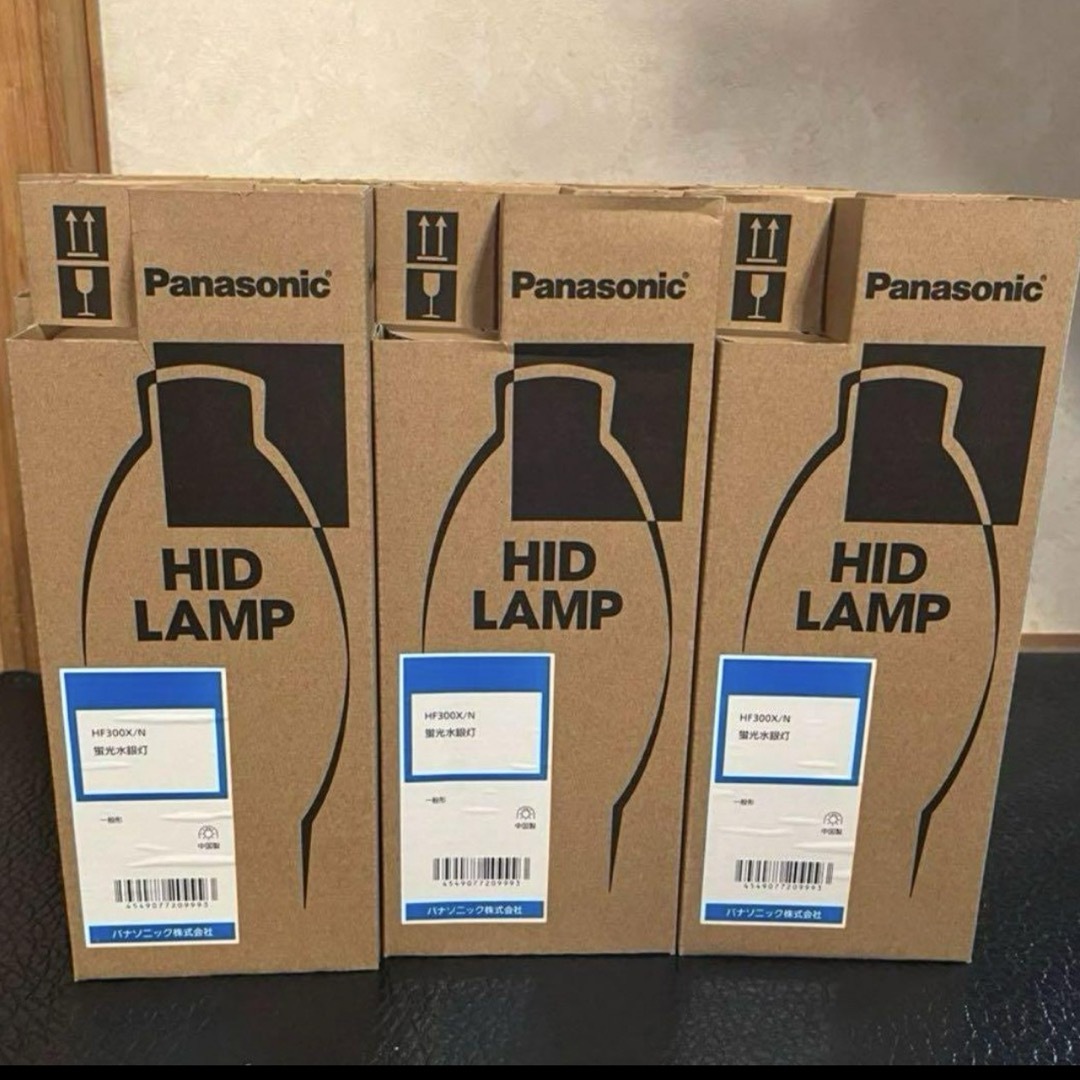 Panasonic
HID
LAMP
HF300X/N
蛍光水銀灯
一般形
中国製
4549077209993
パナソニック株式会社
Panasonic
HID
LAMP
HF300X/N
蛍光水銀灯
一般形
中国製
4549077209993
パナソニック株式会社
Panasonic
HID
LAMP
HF300X/N
蛍光水銀灯
一般形
中国製
4549077209993
パナソニック株式会社